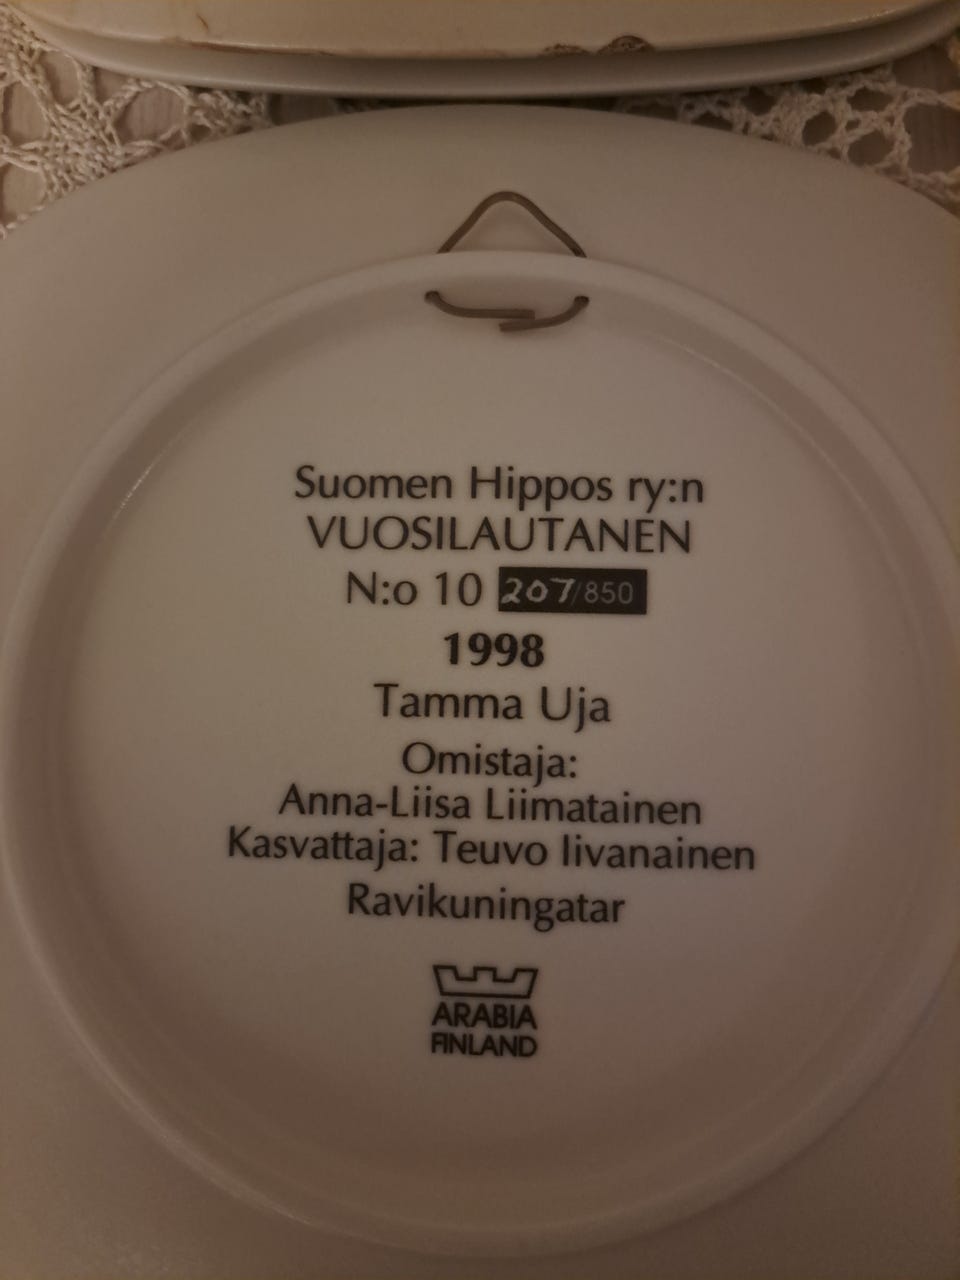 Suomen Hippos ry:n
VUOSILAUTANEN
N:o 10 207/850
1998
Tamma Uja
Omistaja:
Anna-Liisa Liimatainen
Kasvattaja: Teuvo Iivanainen
Ravikuningatar
ARABIA
FINLAND